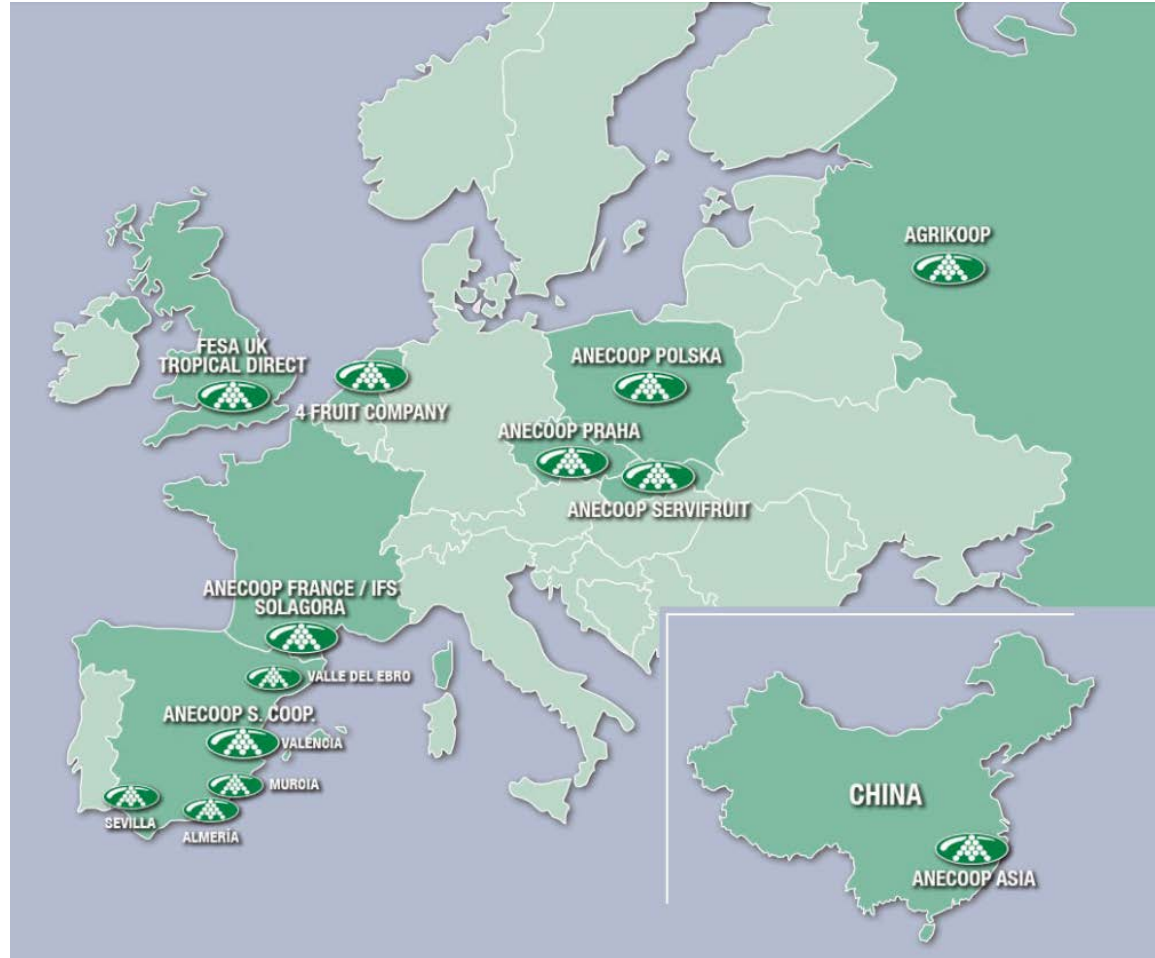 AGRIKOOP
FESA UK
TROPICAL DIRECT
4 FRUIT COMPANY
ANECOOP POLSKA
ANECOOP PRAHA
ANECOOP SERVIFRUIT
ANECOOP FRANCE / IFS
SOLAGORA
VALLE DEL EBRO
ANECOOP S. COOP.
VALENCIA
MURCIA
SEVILLA
ALMERÍA
CHINA
ANECOOP ASIA